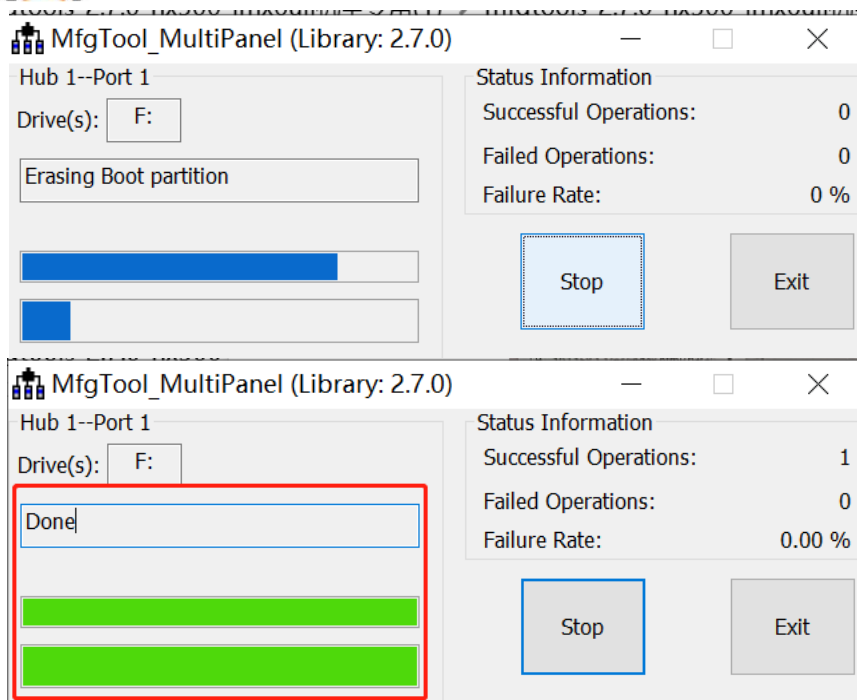 MfgTool_MultiPanel (Library: 2.7.0)
Hub 1--Port 1
Drive(s): F:
Erasing Boot partition
Status Information
Successful Operations: 0
Failed Operations: 0
Failure Rate: 0 %
Stop
Exit
MfgTool_MultiPanel (Library: 2.7.0)
Hub 1--Port 1
Drive(s): F:
Done
Status Information
Successful Operations: 1
Failed Operations: 0
Failure Rate: 0.00 %
Stop
Exit